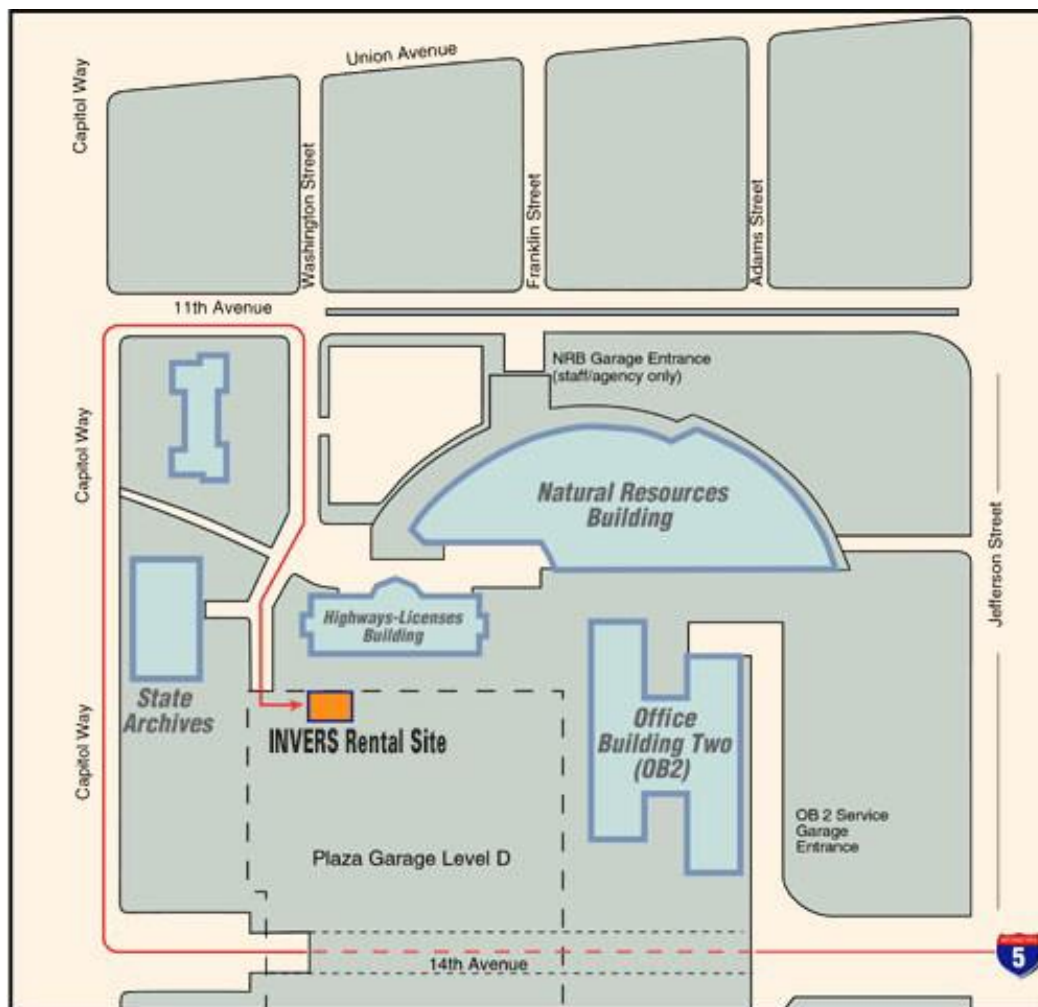 Union Avenue
Capitol Way
Washington Street
Franklin Street
Adams Street
11th Avenue
NRB Garage Entrance
(staff/agency only)
Capitol Way
Natural Resources
Building
Jefferson Street
Highways-Licenses
Building
State
Archives
INVERS Rental Site
Office
Building Two
(OB2)
Capitol Way
OB 2 Service
Garage
Entrance
Plaza Garage Level D
14th Avenue
5